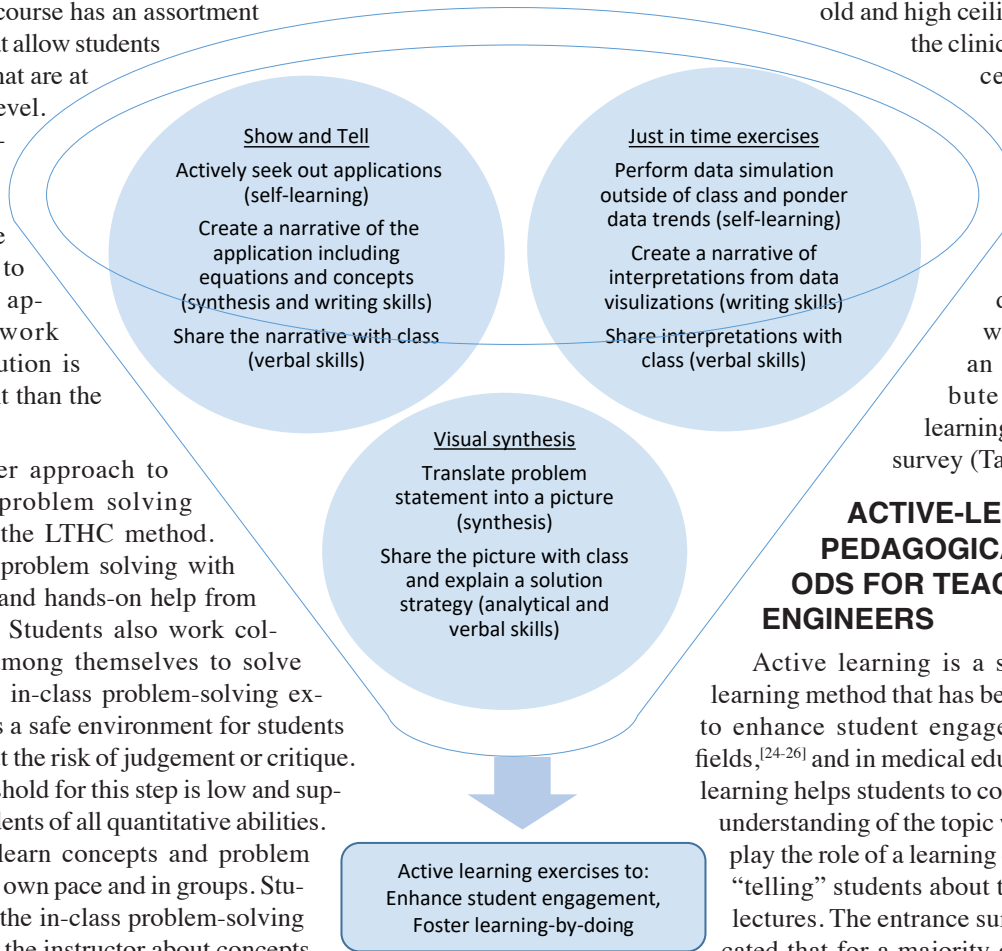 course has an assortment
t allow students
hat are at
evel.
-
e
to
ap-
work
ution is
t than the
er approach to
problem solving
the LTHC method.
problem solving with
and hands-on help from
Students also work col-
mong themselves to solve
in-class problem-solving ex-
s a safe environment for students
t the risk of judgement or critique.
shold for this step is low and sup-
dents of all quantitative abilities.
learn concepts and problem
own pace and in groups. Stu-
the in-class problem-solving
the instructor about concepts
Show and Tell
Actively seek out applications
(self-learning)
Create a narrative of the
application including
equations and concepts
(synthesis and writing skills)
Share the narrative with class
(verbal skills)
Just in time exercises
Perform data simulation
outside of class and ponder
data trends (self-learning)
Create a narrative of
interpretations from data
visulizations (writing skills)
Share interpretations with
class (verbal skills)
Visual synthesis
Translate problem
statement into a picture
(synthesis)
Share the picture with class
and explain a solution
strategy (analytical and
verbal skills)
Active learning exercises to:
Enhance student engagement,
Foster learning-by-doing
old and high ceili
the clinic
ce
w
an
bute
learning
survey (Ta
ACTIVE-LE
PEDAGOGICA
ODS FOR TEAC
ENGINEERS
Active learning is a s
learning method that has be
to enhance student engage
fields,[24-26] and in medical edu
learning helps students to co
understanding of the topic w
play the role of a learning
“telling” students about t
lectures. The entrance su
cated that for a majority